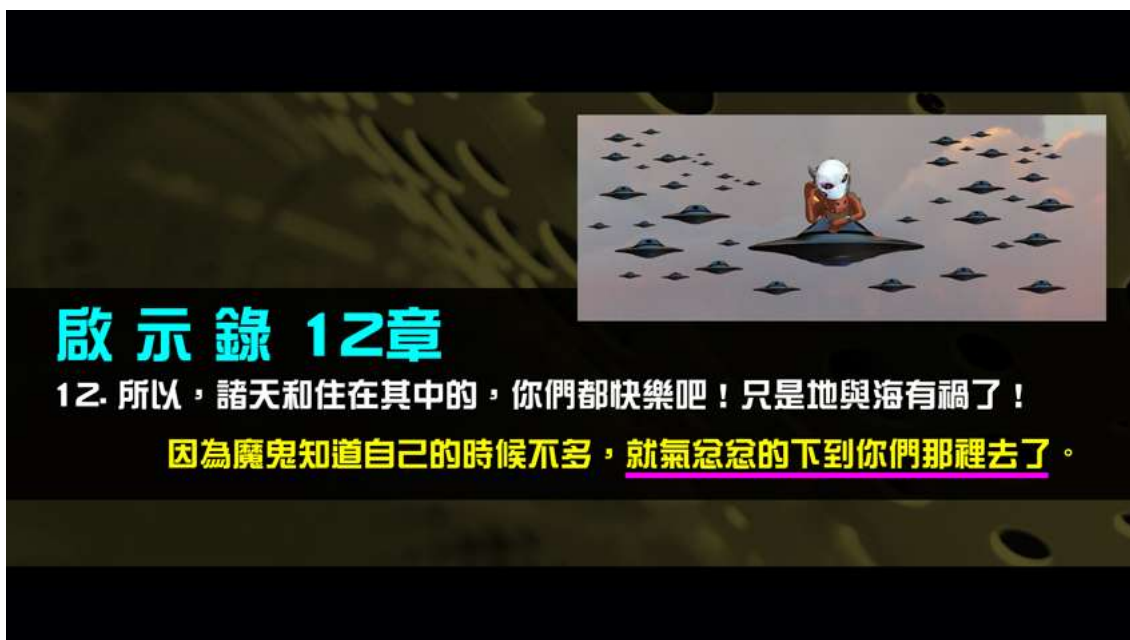 啟示錄 12章
12. 所以，諸天和住在其中的，你們都快樂吧！只是地與海有禍了！
因為魔鬼知道自己的時候不多，就氣忿忿的下到你們那裡去了。